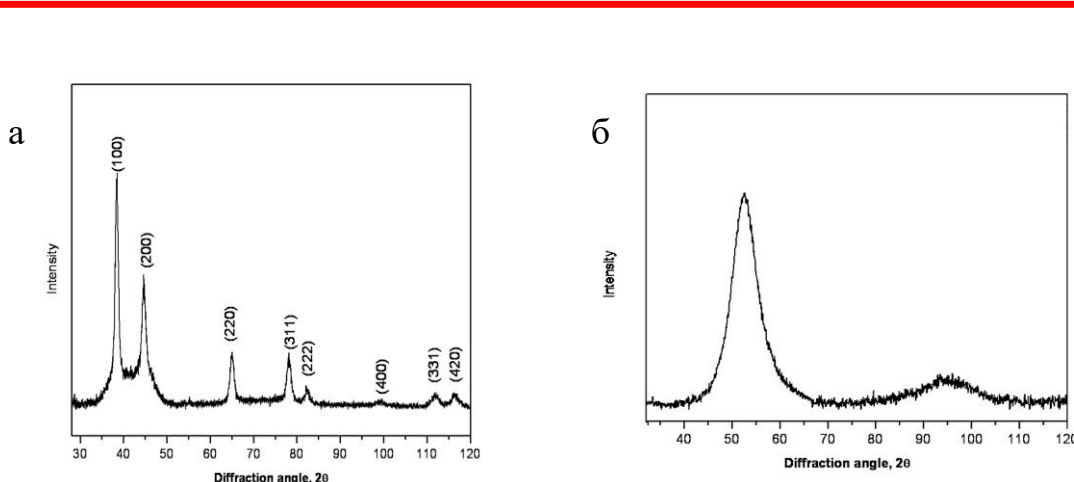 а
(100)
(200)
(220)
(311)
(222)
(400)
(331)
(420)
Intensity
30 40 50 60 70 80 90 100 110 120
Diffraction angle, 2θ
б
Intensity
40 50 60 70 80 90 100 110 120
Diffraction angle, 2θ